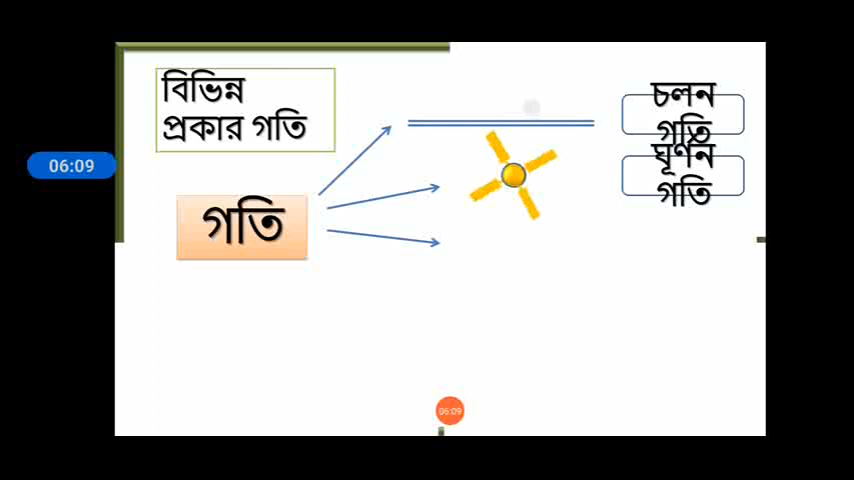 বিভিন্ন
প্রকার গতি
চলন
গতি
ঘূর্ণন
গতি
06:09
গতি
06:09